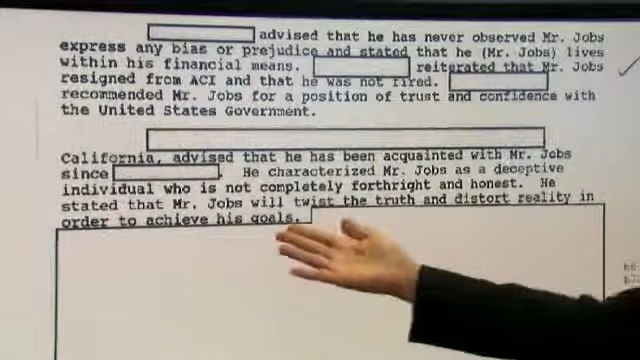 advised that he has never observed Mr. Jobs
express any bias or prejudice and stated that he (Mr. Jobs) lives
within his financial means. reiterated that Mr. Jobs
resigned from ACI and that he was not fired.
recommended Mr. Jobs for a position of trust and confidence with
the United States Government.
California, advised that he has been acquainted with Mr. Jobs
since . He characterized Mr. Jobs as a deceptive
individual who is not completely forthright and honest. He
stated that Mr. Jobs will twist the truth and distort reality in
order to achieve his goals.